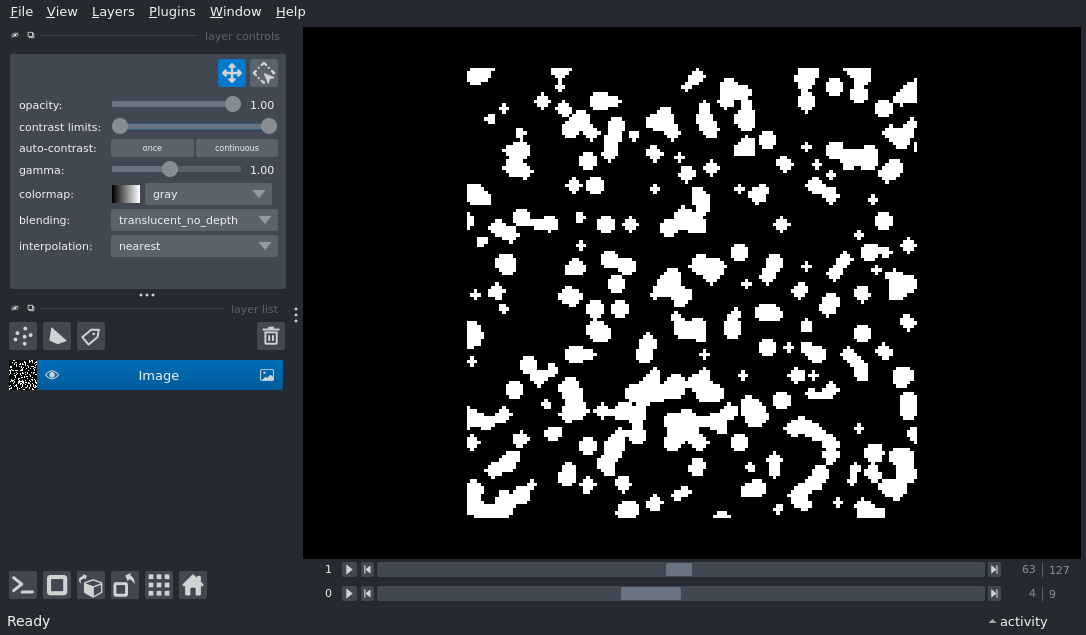 File View Layers Plugins Window Help
layer controls
opacity: 1.00
contrast limits:
auto-contrast: once continuous
gamma: 1.00
colormap: gray
blending: translucent_no_depth
interpolation: nearest
layer list
Image
1 63 127
0 4 9
Ready activity